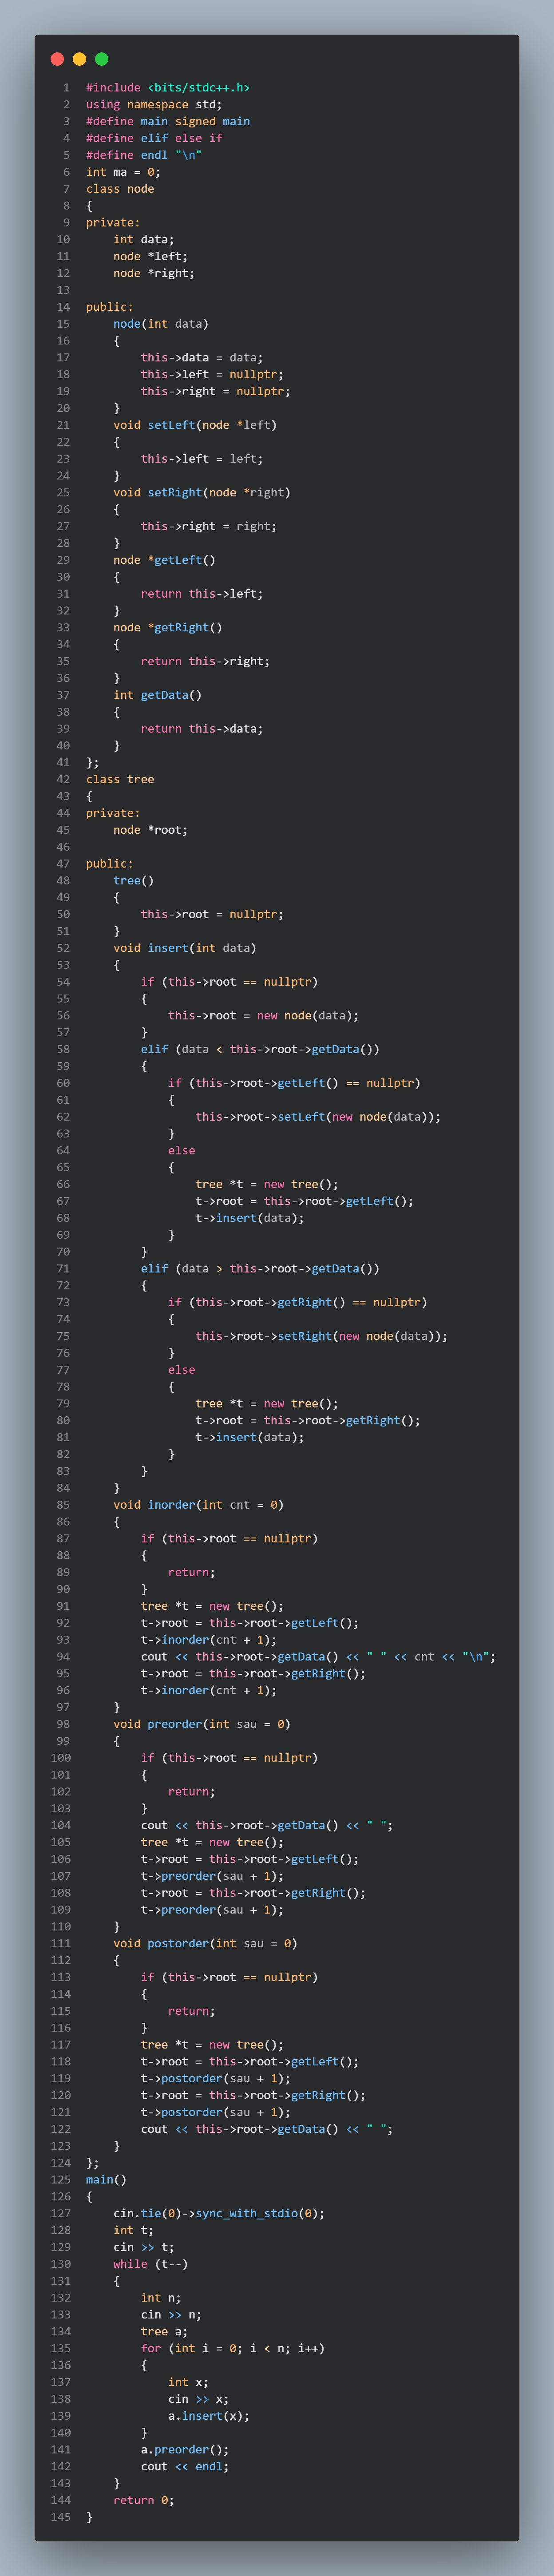 1 #include <bits/stdc++.h>
2 using namespace std;
3 #define main signed main
4 #define elif else if
5 #define endl "\n"
6 int ma = 0;
7 class node
8 {
9 private:
10     int data;
11     node *left;
12     node *right;
13
14 public:
15     node(int data)
16     {
17         this->data = data;
18         this->left = nullptr;
19         this->right = nullptr;
20     }
21     void setLeft(node *left)
22     {
23         this->left = left;
24     }
25     void setRight(node *right)
26     {
27         this->right = right;
28     }
29     node *getLeft()
30     {
31         return this->left;
32     }
33     node *getRight()
34     {
35         return this->right;
36     }
37     int getData()
38     {
39         return this->data;
40     }
41 };
42 class tree
43 {
44 private:
45     node *root;
46
47 public:
48     tree()
49     {
50         this->root = nullptr;
51     }
52     void insert(int data)
53     {
54         if (this->root == nullptr)
55         {
56             this->root = new node(data);
57         }
58         elif (data < this->root->getData())
59         {
60             if (this->root->getLeft() == nullptr)
61             {
62                 this->root->setLeft(new node(data));
63             }
64             else
65             {
66                 tree *t = new tree();
67                 t->root = this->root->getLeft();
68                 t->insert(data);
69             }
70         }
71         elif (data > this->root->getData())
72         {
73             if (this->root->getRight() == nullptr)
74             {
75                 this->root->setRight(new node(data));
76             }
77             else
78             {
79                 tree *t = new tree();
80                 t->root = this->root->getRight();
81                 t->insert(data);
82             }
83         }
84     }
85     void inorder(int cnt = 0)
86     {
87         if (this->root == nullptr)
88         {
89             return;
90         }
91         tree *t = new tree();
92         t->root = this->root->getLeft();
93         t->inorder(cnt + 1);
94         cout << this->root->getData() << " " << cnt << "\n";
95         t->root = this->root->getRight();
96         t->inorder(cnt + 1);
97     }
98     void preorder(int sau = 0)
99     {
100         if (this->root == nullptr)
101         {
102             return;
103         }
104         cout << this->root->getData() << " ";
105         tree *t = new tree();
106         t->root = this->root->getLeft();
107         t->preorder(sau + 1);
108         t->root = this->root->getRight();
109         t->preorder(sau + 1);
110     }
111     void postorder(int sau = 0)
112     {
113         if (this->root == nullptr)
114         {
115             return;
116         }
117         tree *t = new tree();
118         t->root = this->root->getLeft();
119         t->postorder(sau + 1);
120         t->root = this->root->getRight();
121         t->postorder(sau + 1);
122         cout << this->root->getData() << " ";
123     }
124 };
125 main()
126 {
127     cin.tie(0)->sync_with_stdio(0);
128     int t;
129     cin >> t;
130     while (t--)
131     {
132         int n;
133         cin >> n;
134         tree a;
135         for (int i = 0; i < n; i++)
136         {
137             int x;
138             cin >> x;
139             a.insert(x);
140         }
141         a.preorder();
142         cout << endl;
143     }
144     return 0;
145 }